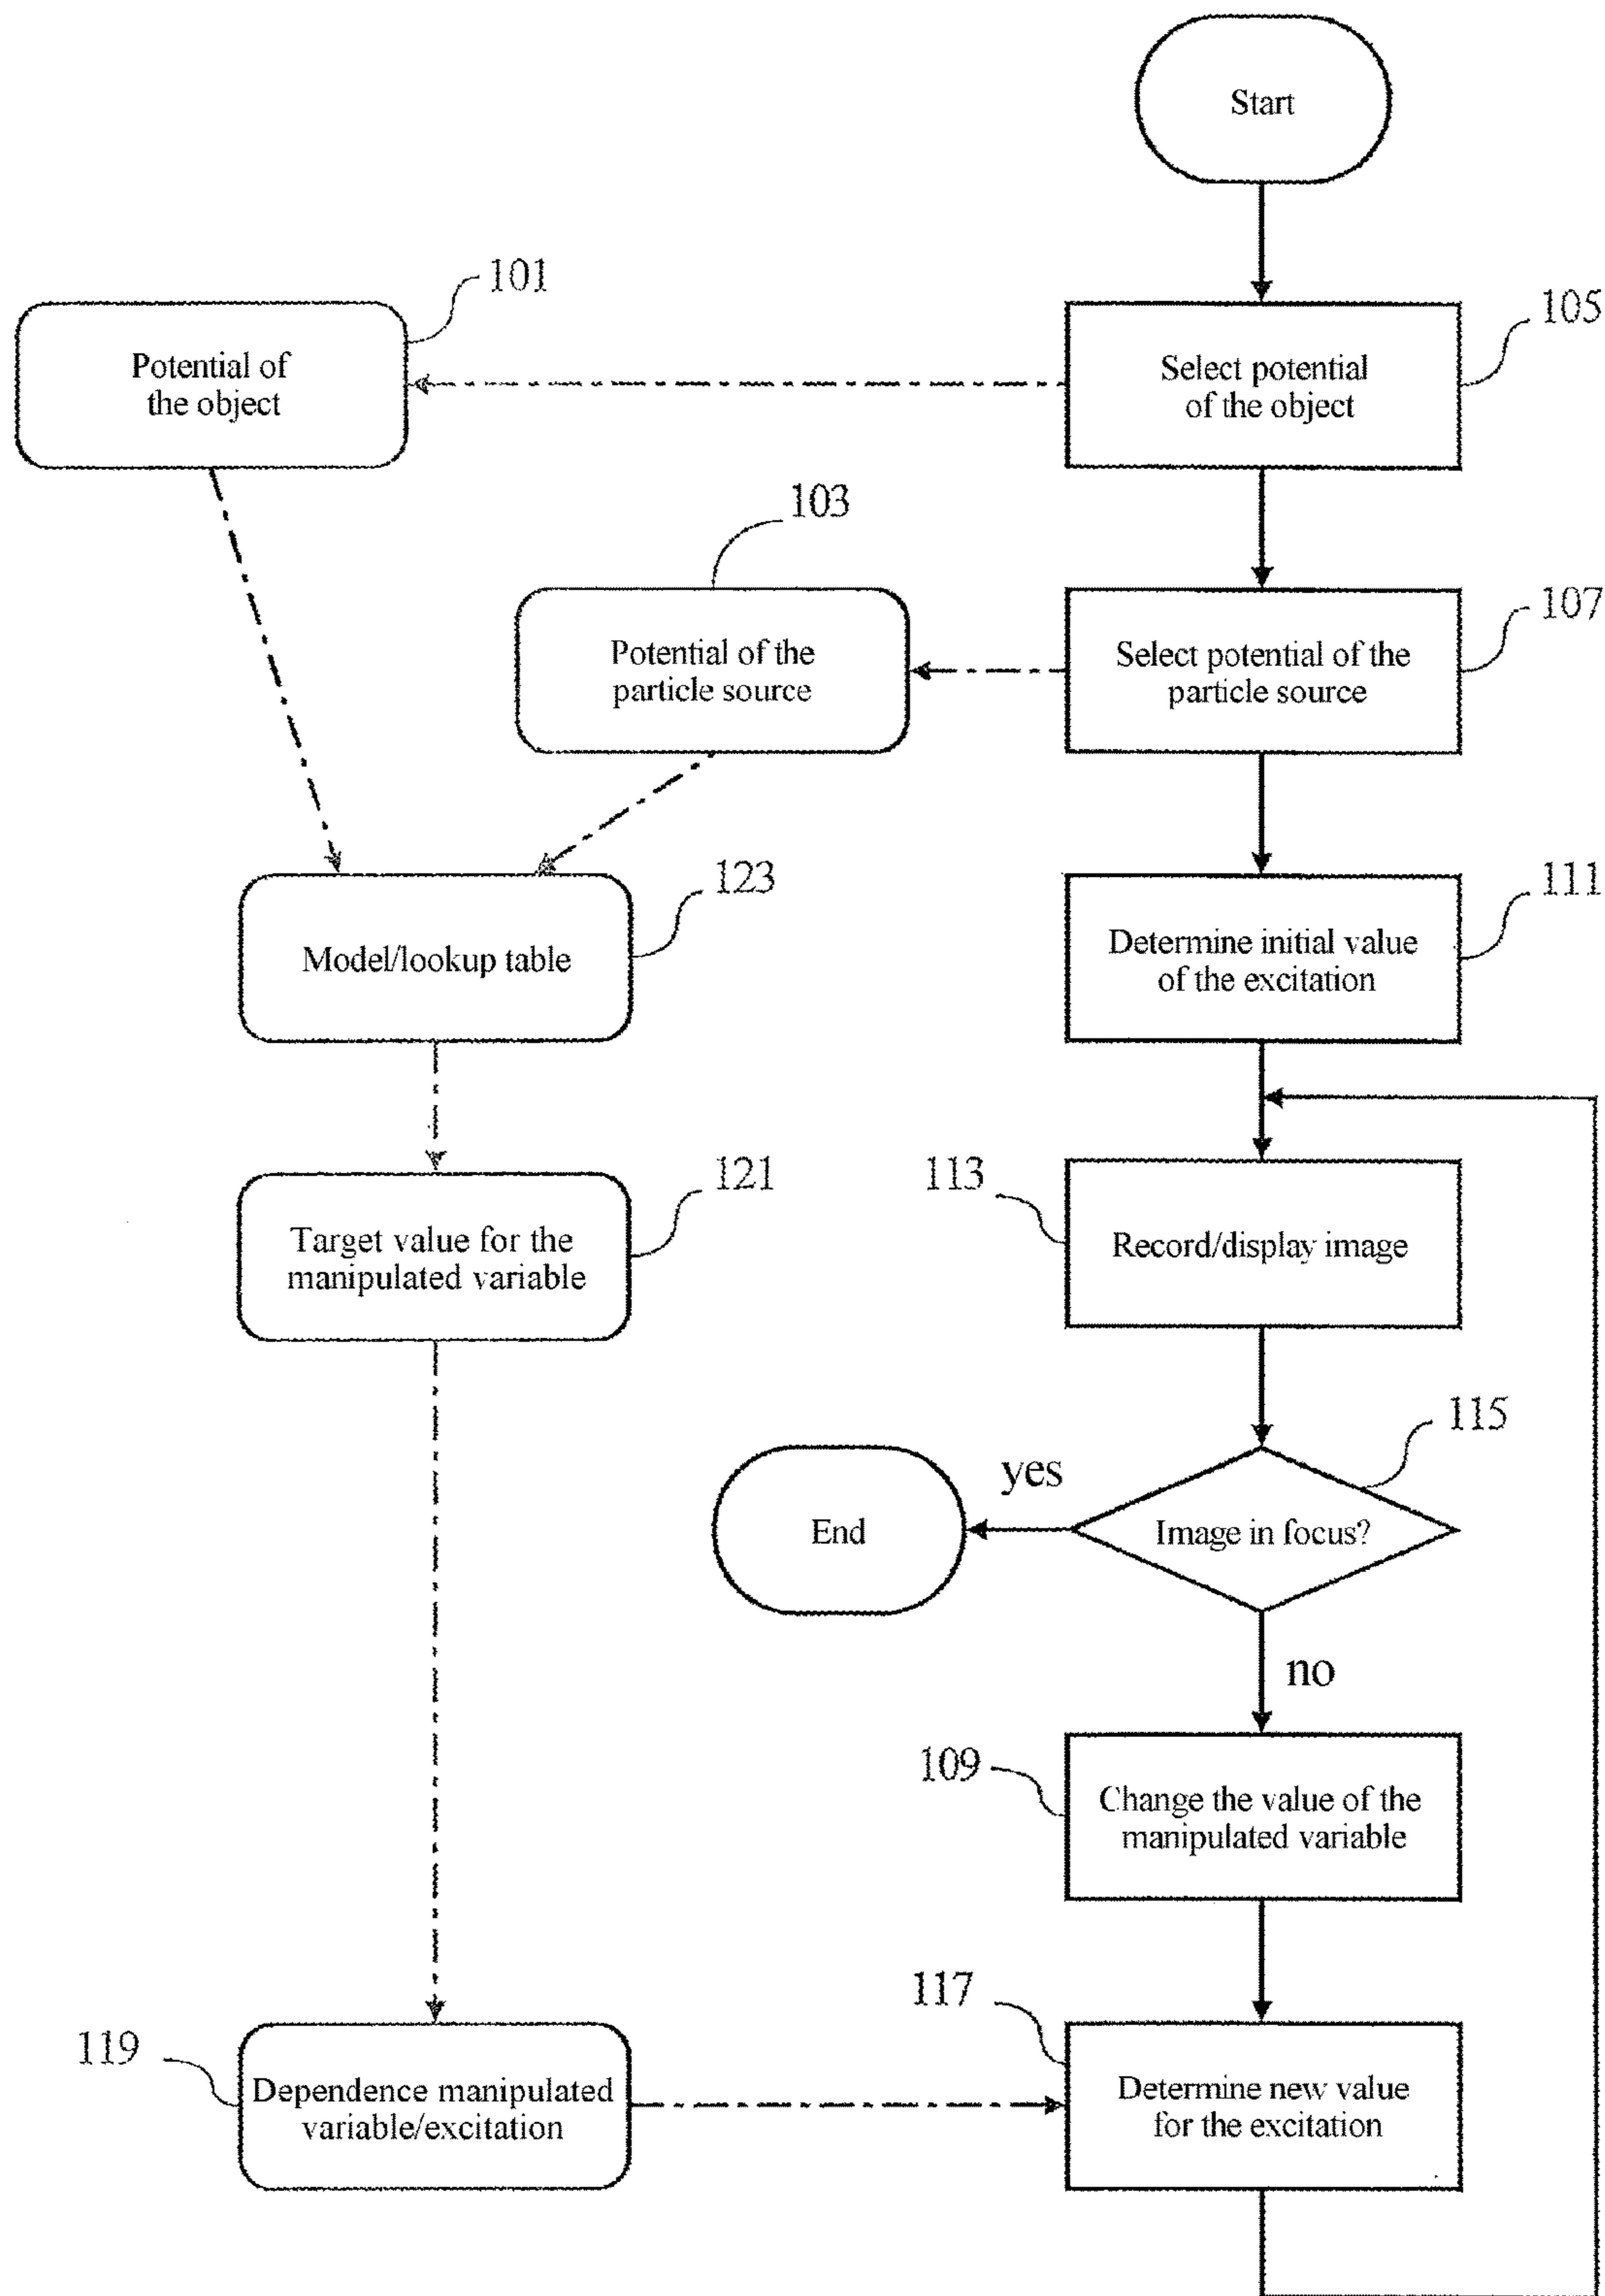 Start
101
105
Potential of
the object
Select potential
of the object
103
107
Potential of the
particle source
Select potential of the
particle source
123
111
Model/lookup table
Determine initial value
of the excitation
121
113
Target value for the
manipulated variable
Record/display image
115
yes
End
Image in focus?
no
109
Change the value of the
manipulated variable
117
119
Dependence manipulated
variable/excitation
Determine new value
for the excitation